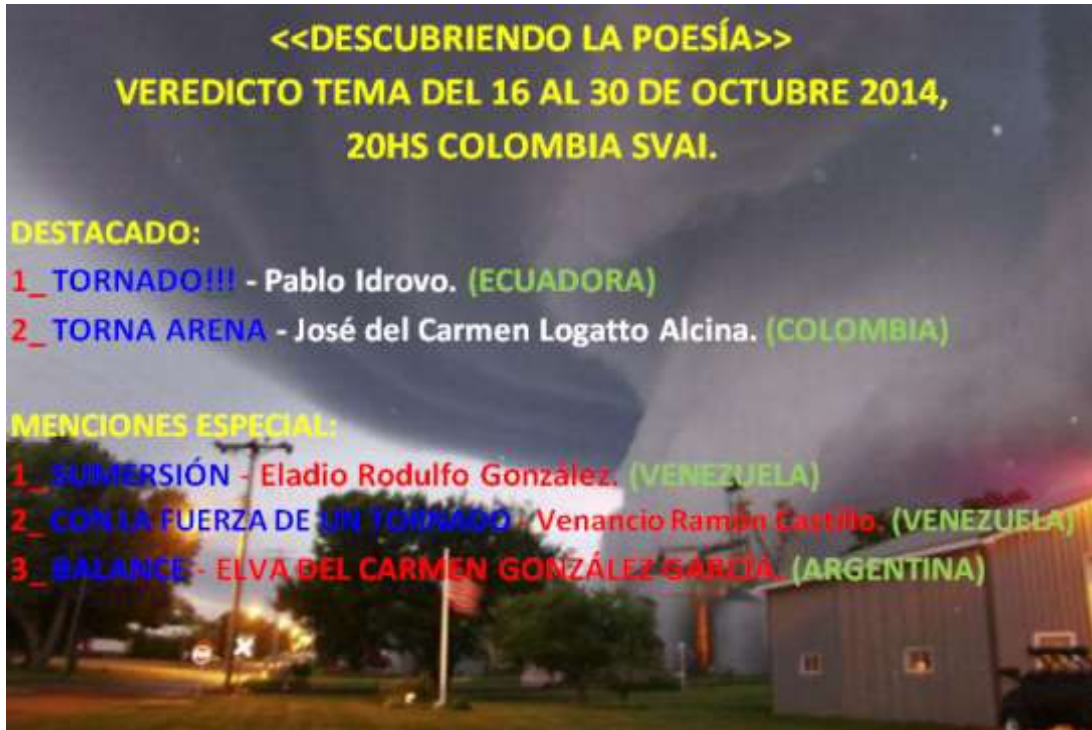 <<DESCUBRIENDO LA POESÍA>>
VEREDICTO TEMA DEL 16 AL 30 DE OCTUBRE 2014,
20HS COLOMBIA SVAI.
DESTACADO:
1_ TORNADO!!! - Pablo Idrovo. (ECUADORA)
2_ TORNA ARENA - José del Carmen Logatto Alcina. (COLOMBIA)
MENCIONES ESPECIAL:
1_ SUMERSIÓN - Eladio Rodulfo González. (VENEZUELA)
2_ CON LA FUERZA DE UN TORNADO - Venancio Ramón Castillo. (VENEZUELA)
3_ BALANCE - ELVA DEL CARMEN GONZÁLEZ GARCÍA. (ARGENTINA)